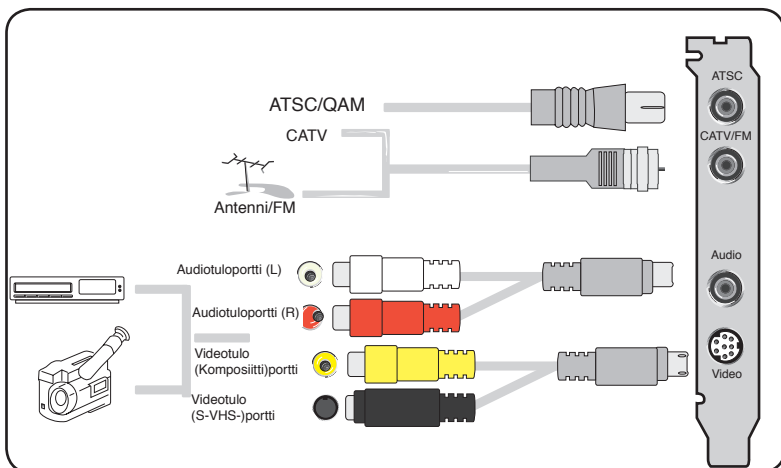 ATSC/QAM
CATV
Antenni/FM
Audiotuloportti (L)
Audiotuloportti (R)
Videotulo
(Komposiitti)portti
Videotulo
(S-VHS-)portti
ATSC
CATV/FM
Audio
Video